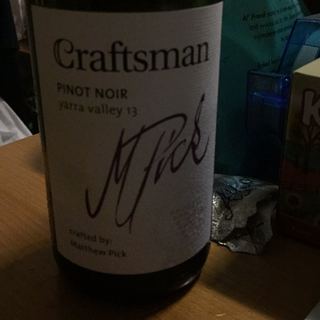 Craftsman
PINOT NOIR
yarra valley 13
M Pick
crafted by:
Matthew Pick